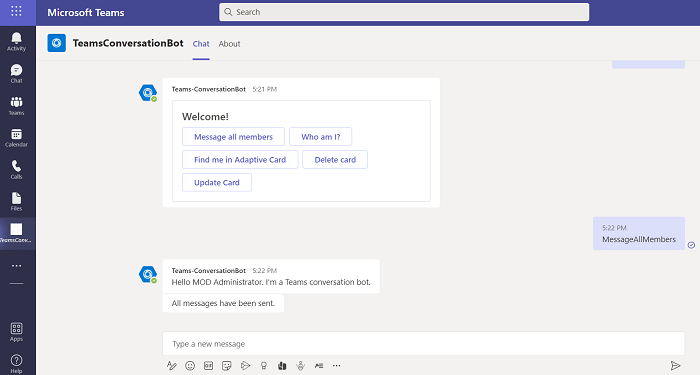 Microsoft Teams
Search
Activity
Chat
Teams
Calendar
Calls
Files
TeamsConv...
Apps
Help
TeamsConversationBot Chat About
Teams-ConversationBot 5:21 PM
Welcome!
Message all members Who am I?
Find me in Adaptive Card Delete card
Update Card
5:22 PM
MessageAllMembers
Teams-ConversationBot 5:22 PM
Hello MOD Administrator. I'm a Teams conversation bot.
All messages have been sent.
Type a new message
GIF